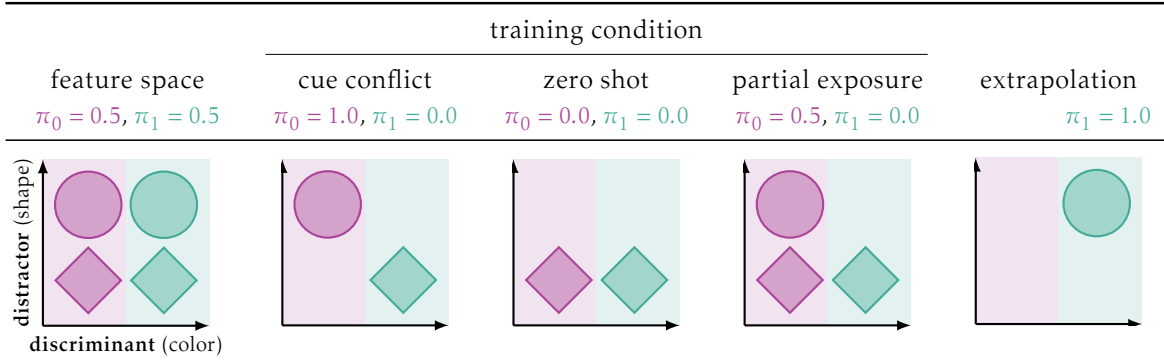 training condition
feature space cue conflict zero shot partial exposure extrapolation
π₀ = 0.5, π₁ = 0.5 π₀ = 1.0, π₁ = 0.0 π₀ = 0.0, π₁ = 0.0 π₀ = 0.5, π₁ = 0.0 π₁ = 1.0
distractor (shape)
discriminant (color)